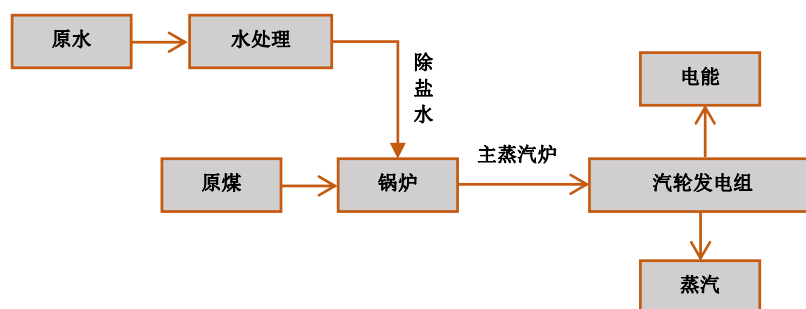 原水
水处理
除
盐
水
电能
主蒸汽炉
原煤
锅炉
汽轮发电组
蒸汽